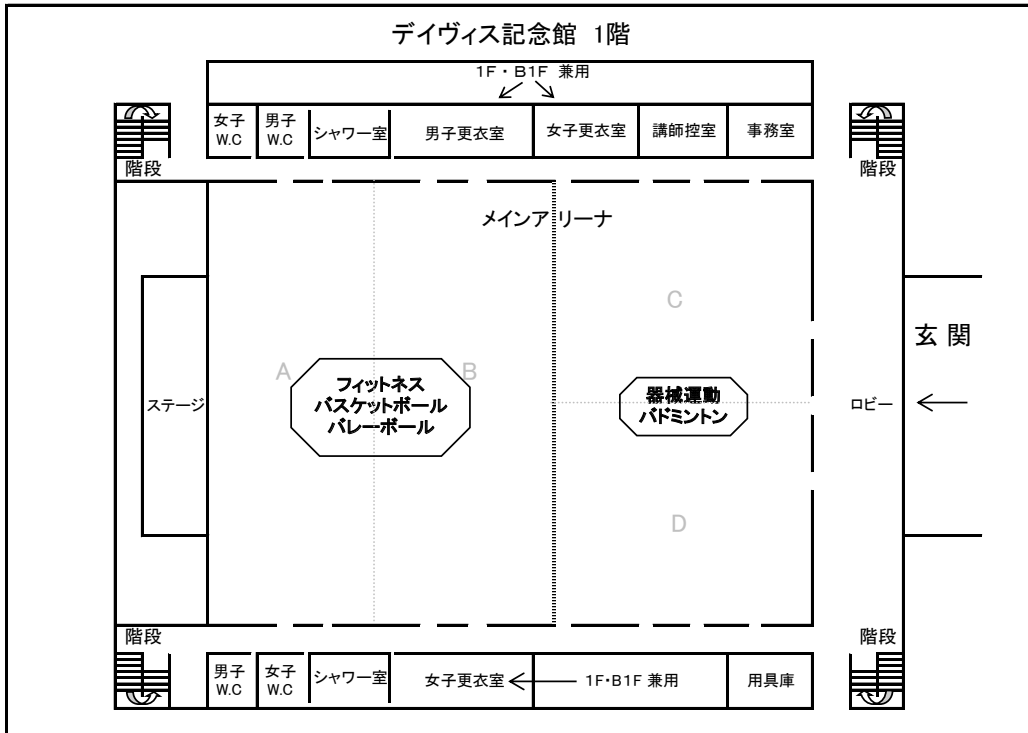 デイヴィス記念館 1階
1F・B1F 兼用
女子
W.C
男子
W.C
シャワー室
男子更衣室
女子更衣室
講師控室
事務室
階段
階段
メインアリーナ
C
玄関
A
B
フィットネス
バスケットボール
バレーボール
器械運動
バドミントン
ステージ
ロビー
D
階段
階段
男子
W.C
女子
W.C
シャワー室
女子更衣室
1F・B1F 兼用
用具庫